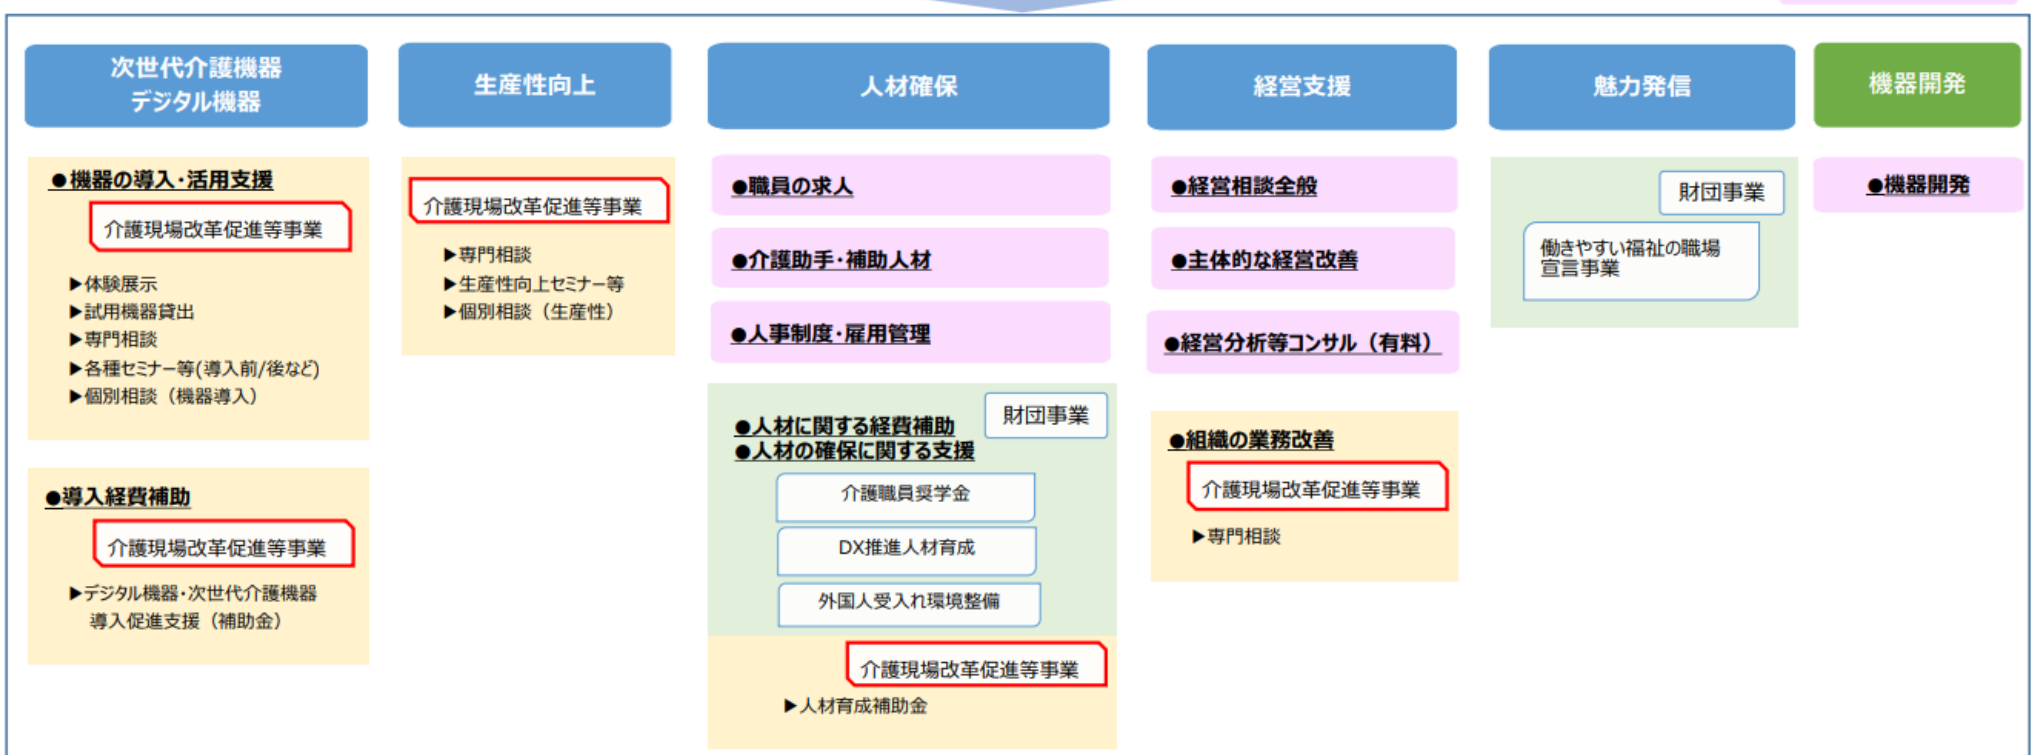 次世代介護機器
デジタル機器
●機器の導入･活用支援
介護現場改革促進等事業
▶体験展示
▶試用機器貸出
▶専門相談
▶各種セミナー等(導入前/後など)
▶個別相談（機器導入）
●導入経費補助
介護現場改革促進等事業
▶デジタル機器･次世代介護機器
導入促進支援（補助金）
生産性向上
介護現場改革促進等事業
▶専門相談
▶生産性向上セミナー等
▶個別相談（生産性）
人材確保
●職員の求人
●介護助手･補助人材
●人事制度･雇用管理
財団事業
●人材に関する経費補助
●人材の確保に関する支援
介護職員奨学金
DX推進人材育成
外国人受入れ環境整備
介護現場改革促進等事業
▶人材育成補助金
経営支援
●経営相談全般
●主体的な経営改善
●経営分析等コンサル（有料）
●組織の業務改善
介護現場改革促進等事業
▶専門相談
魅力発信
財団事業
働きやすい福祉の職場
宣言事業
機器開発
●機器開発